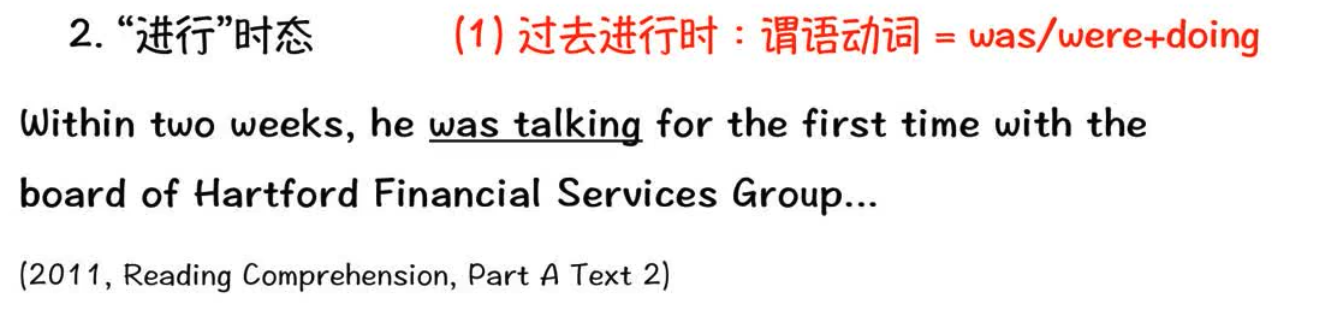 2. “进行”时态 (1) 过去进行时：谓语动词 = was/were+doing
Within two weeks, he was talking for the first time with the
board of Hartford Financial Services Group...
(2011, Reading Comprehension, Part A Text 2)